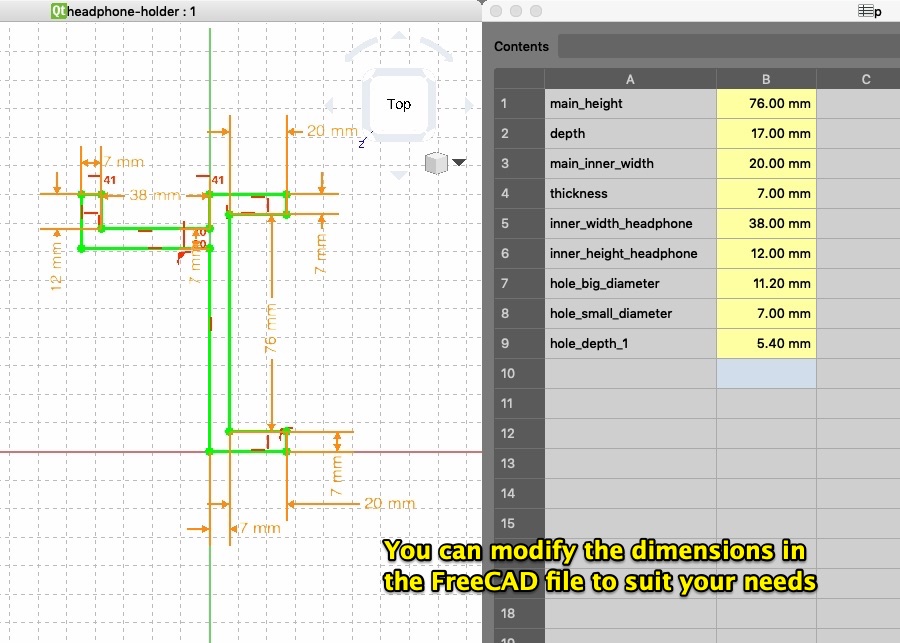 Qt headphone-holder : 1
p
Contents
A B C
1 main_height 76.00 mm
2 depth 17.00 mm
3 main_inner_width 20.00 mm
4 thickness 7.00 mm
5 inner_width_headphone 38.00 mm
6 inner_height_headphone 12.00 mm
7 hole_big_diameter 11.20 mm
8 hole_small_diameter 7.00 mm
9 hole_depth_1 5.40 mm
10
11
12
13
14
15
18
Top
z
20 mm
7 mm
41
41
38 mm
12 mm
7 mm
7 mm
76 mm
7 mm
20 mm
7 mm
You can modify the dimensions in
the FreeCAD file to suit your needs